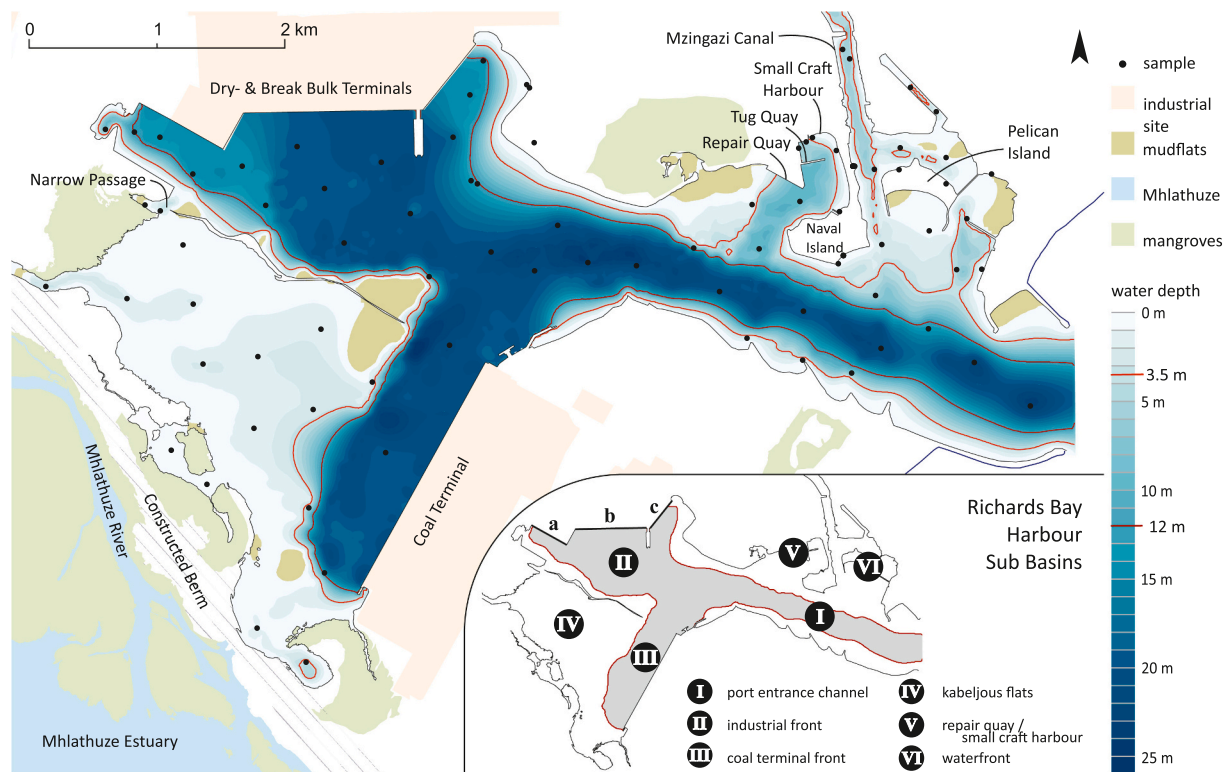 0
1
2 km
Dry- & Break Bulk Terminals
Narrow Passage
Mzingazi Canal
Small Craft
Harbour
Tug Quay
Repair Quay
Pelican
Island
Naval
Island
Coal Terminal
Mhlathuze River
Constructed Berm
Mhlathuze Estuary
sample
industrial
site
mudflats
Mhlathuze
mangroves
water depth
0 m
3.5 m
5 m
10 m
12 m
15 m
20 m
25 m
Richards Bay
Harbour
Sub Basins
a
b
c
II
V
VI
I
IV
III
I port entrance channel
II industrial front
III coal terminal front
IV kabeljous flats
V repair quay /
small craft harbour
VI waterfront